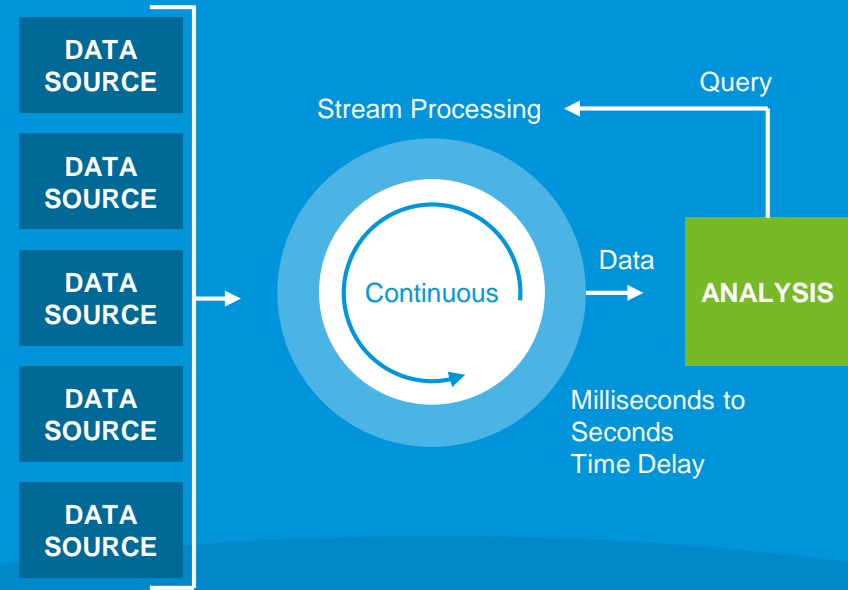 DATA
SOURCE
DATA
SOURCE
DATA
SOURCE
DATA
SOURCE
DATA
SOURCE
Stream Processing
Query
Continuous
Data
ANALYSIS
Milliseconds to
Seconds
Time Delay